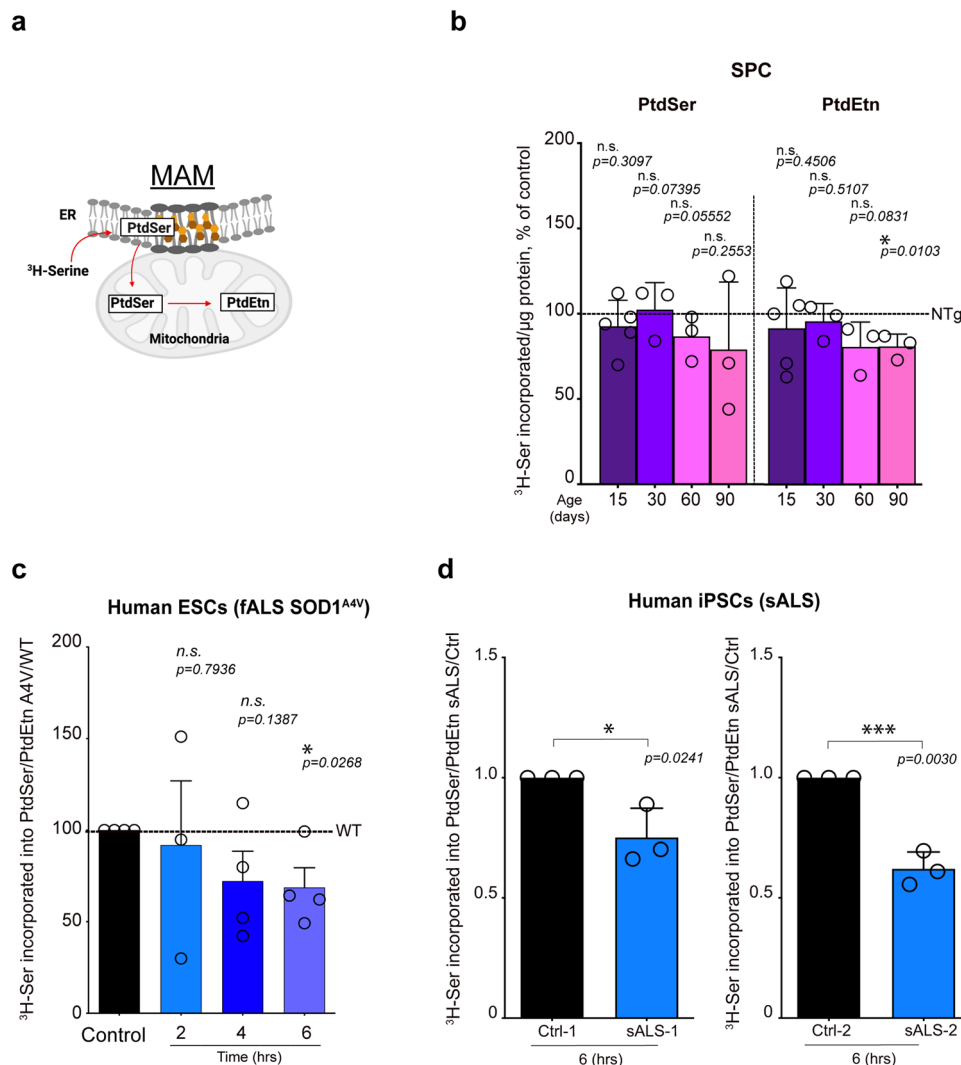 a
MAM
ER
PtdSer
³H-Serine
PtdSer
PtdEtn
Mitochondria
b
SPC
PtdSer
PtdEtn
³H-Ser incorporated/µg protein, % of control
200
150
100
50
0
n.s.
p=0.3097
n.s.
p=0.07395
n.s.
p=0.05552
n.s.
p=0.2553
n.s.
p=0.4506
n.s.
p=0.5107
n.s.
p=0.0831
*
p=0.0103
NTg
Age
(days)
15 30 60 90
15 30 60 90
c
Human ESCs (fALS SOD1ᴬ⁴ⱽ)
³H-Ser incorporated into PtdSer/PtdEtn A4V/WT
200
150
100
50
0
n.s.
p=0.7936
n.s.
p=0.1387
*
p=0.0268
WT
Control 2 4 6
Time (hrs)
d
Human iPSCs (sALS)
³H-Ser incorporated into PtdSer/PtdEtn sALS/Ctrl
1.5
1.0
0.5
0
*
p=0.0241
Ctrl-1 sALS-1
6 (hrs)
³H-Ser incorporated into PtdSer/PtdEtn sALS/Ctrl
1.5
1.0
0.5
0
***
p=0.0030
Ctrl-2 sALS-2
6 (hrs)